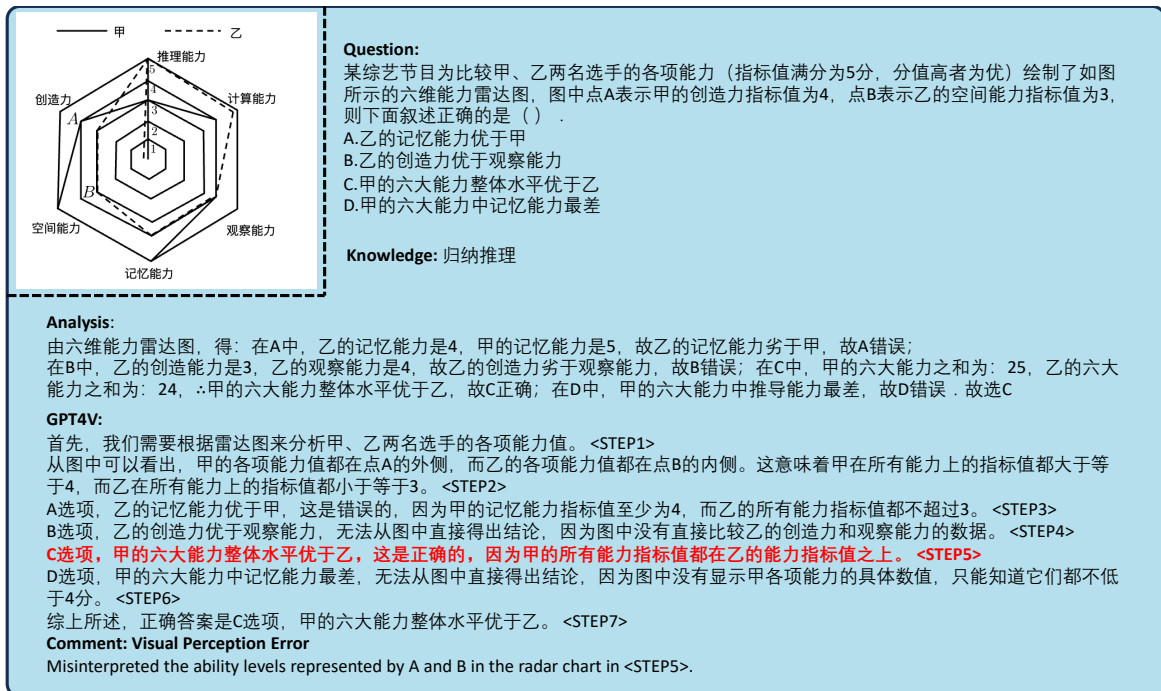 甲 乙
推理能力
5
4
3
2
1
创造力
计算能力
A
B
空间能力
观察能力
记忆能力
Question:
某综艺节目为比较甲、乙两名选手的各项能力（指标值满分为5分，分值高者为优）绘制了如图
所示的六维能力雷达图，图中点A表示甲的创造力指标值为4，点B表示乙的空间能力指标值为3，
则下面叙述正确的是（ ）.
A.乙的记忆能力优于甲
B.乙的创造力优于观察能力
C.甲的六大能力整体水平优于乙
D.甲的六大能力中记忆能力最差
Knowledge: 归纳推理
Analysis:
由六维能力雷达图，得：在A中，乙的记忆能力是4，甲的记忆能力是5，故乙的记忆能力劣于甲，故A错误；
在B中，乙的创造能力是3，乙的观察能力是4，故乙的创造力劣于观察能力，故B错误；在C中，甲的六大能力之和为：25，乙的六大
能力之和为：24，∴甲的六大能力整体水平优于乙，故C正确；在D中，甲的六大能力中推导能力最差，故D错误．故选C
GPT4V:
首先，我们需要根据雷达图来分析甲、乙两名选手的各项能力值。 <STEP1>
从图中可以看出，甲的各项能力值都在点A的外侧，而乙的各项能力值都在点B的内侧。这意味着甲在所有能力上的指标值都大于等
于4，而乙在所有能力上的指标值都小于等于3。 <STEP2>
A选项，乙的记忆能力优于甲，这是错误的，因为甲的记忆能力指标值至少为4，而乙的所有能力指标值都不超过3。 <STEP3>
B选项，乙的创造力优于观察能力，无法从图中直接得出结论，因为图中没有直接比较乙的创造力和观察能力的数据。 <STEP4>
C选项，甲的六大能力整体水平优于乙，这是正确的，因为甲的所有能力指标值都在乙的能力指标值之上。 <STEP5>
D选项，甲的六大能力中记忆能力最差，无法从图中直接得出结论，因为图中没有显示甲各项能力的具体数值，只能知道它们都不低
于4分。 <STEP6>
综上所述，正确答案是C选项，甲的六大能力整体水平优于乙。 <STEP7>
Comment: Visual Perception Error
Misinterpreted the ability levels represented by A and B in the radar chart in <STEP5>.